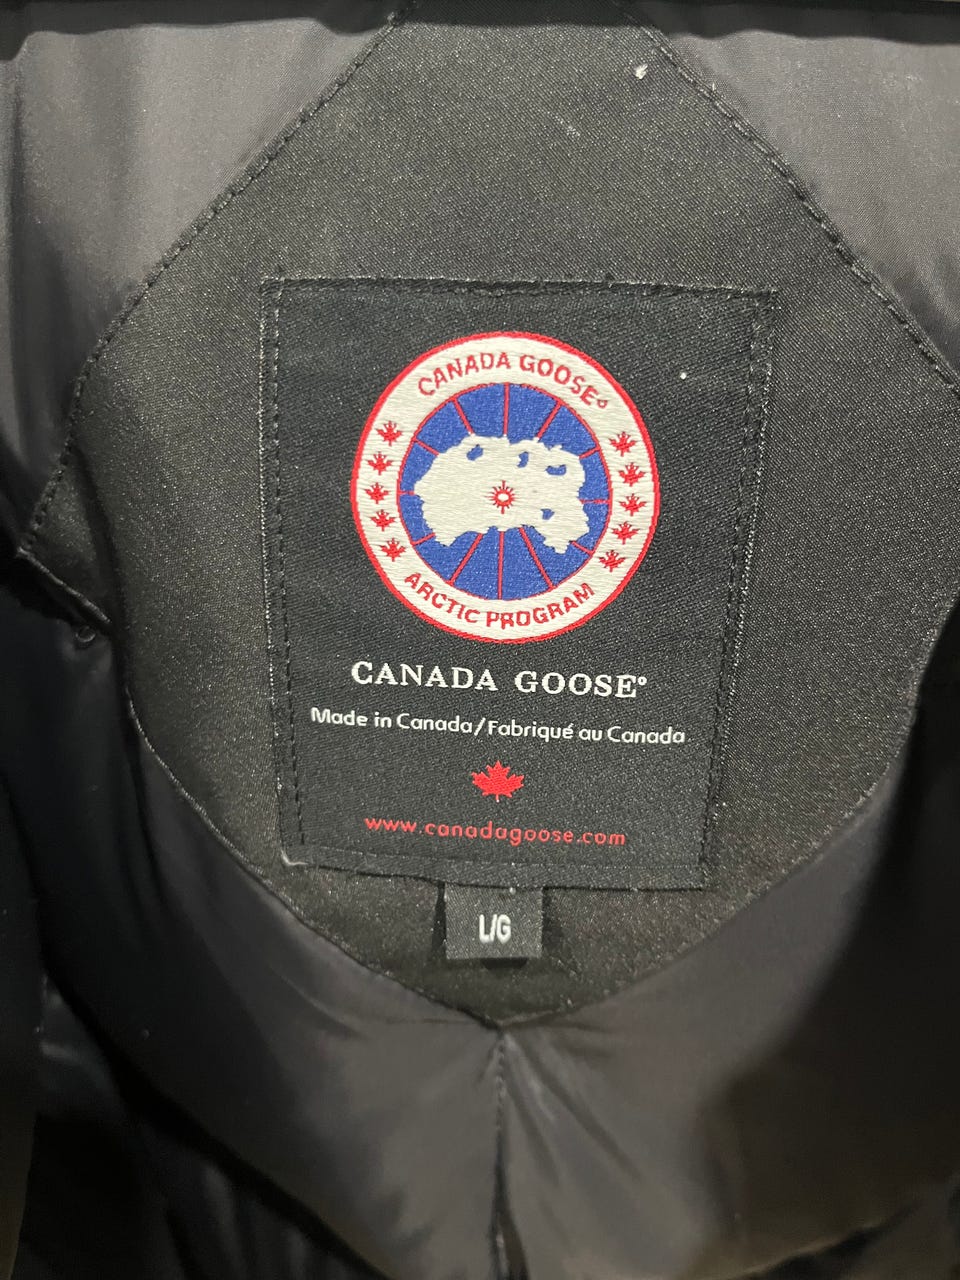 CANADA GOOSE®
ARCTIC PROGRAM
CANADA GOOSE®
Made in Canada/Fabriqué au Canada
www.canadagoose.com
L/G